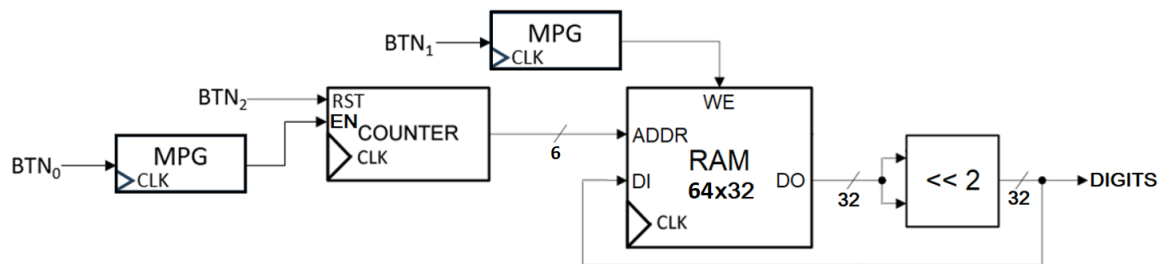 BTN₁
MPG
CLK
BTN₂
RST
EN
COUNTER
CLK
BTN₀
MPG
CLK
6
WE
ADDR
RAM
64x32
DI
DO
CLK
32
<< 2
32
DIGITS